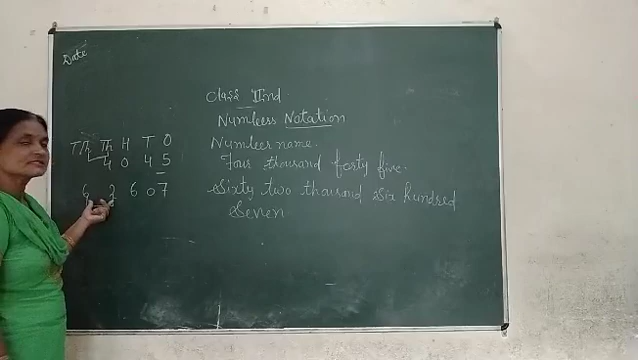 Date
Class IInd
Numbers Notation
TTh Th H T O
Number name.
4 0 4 5
Four thousand forty five.
6 2 6 0 7
Sixty two thousand Six hundred
Seven